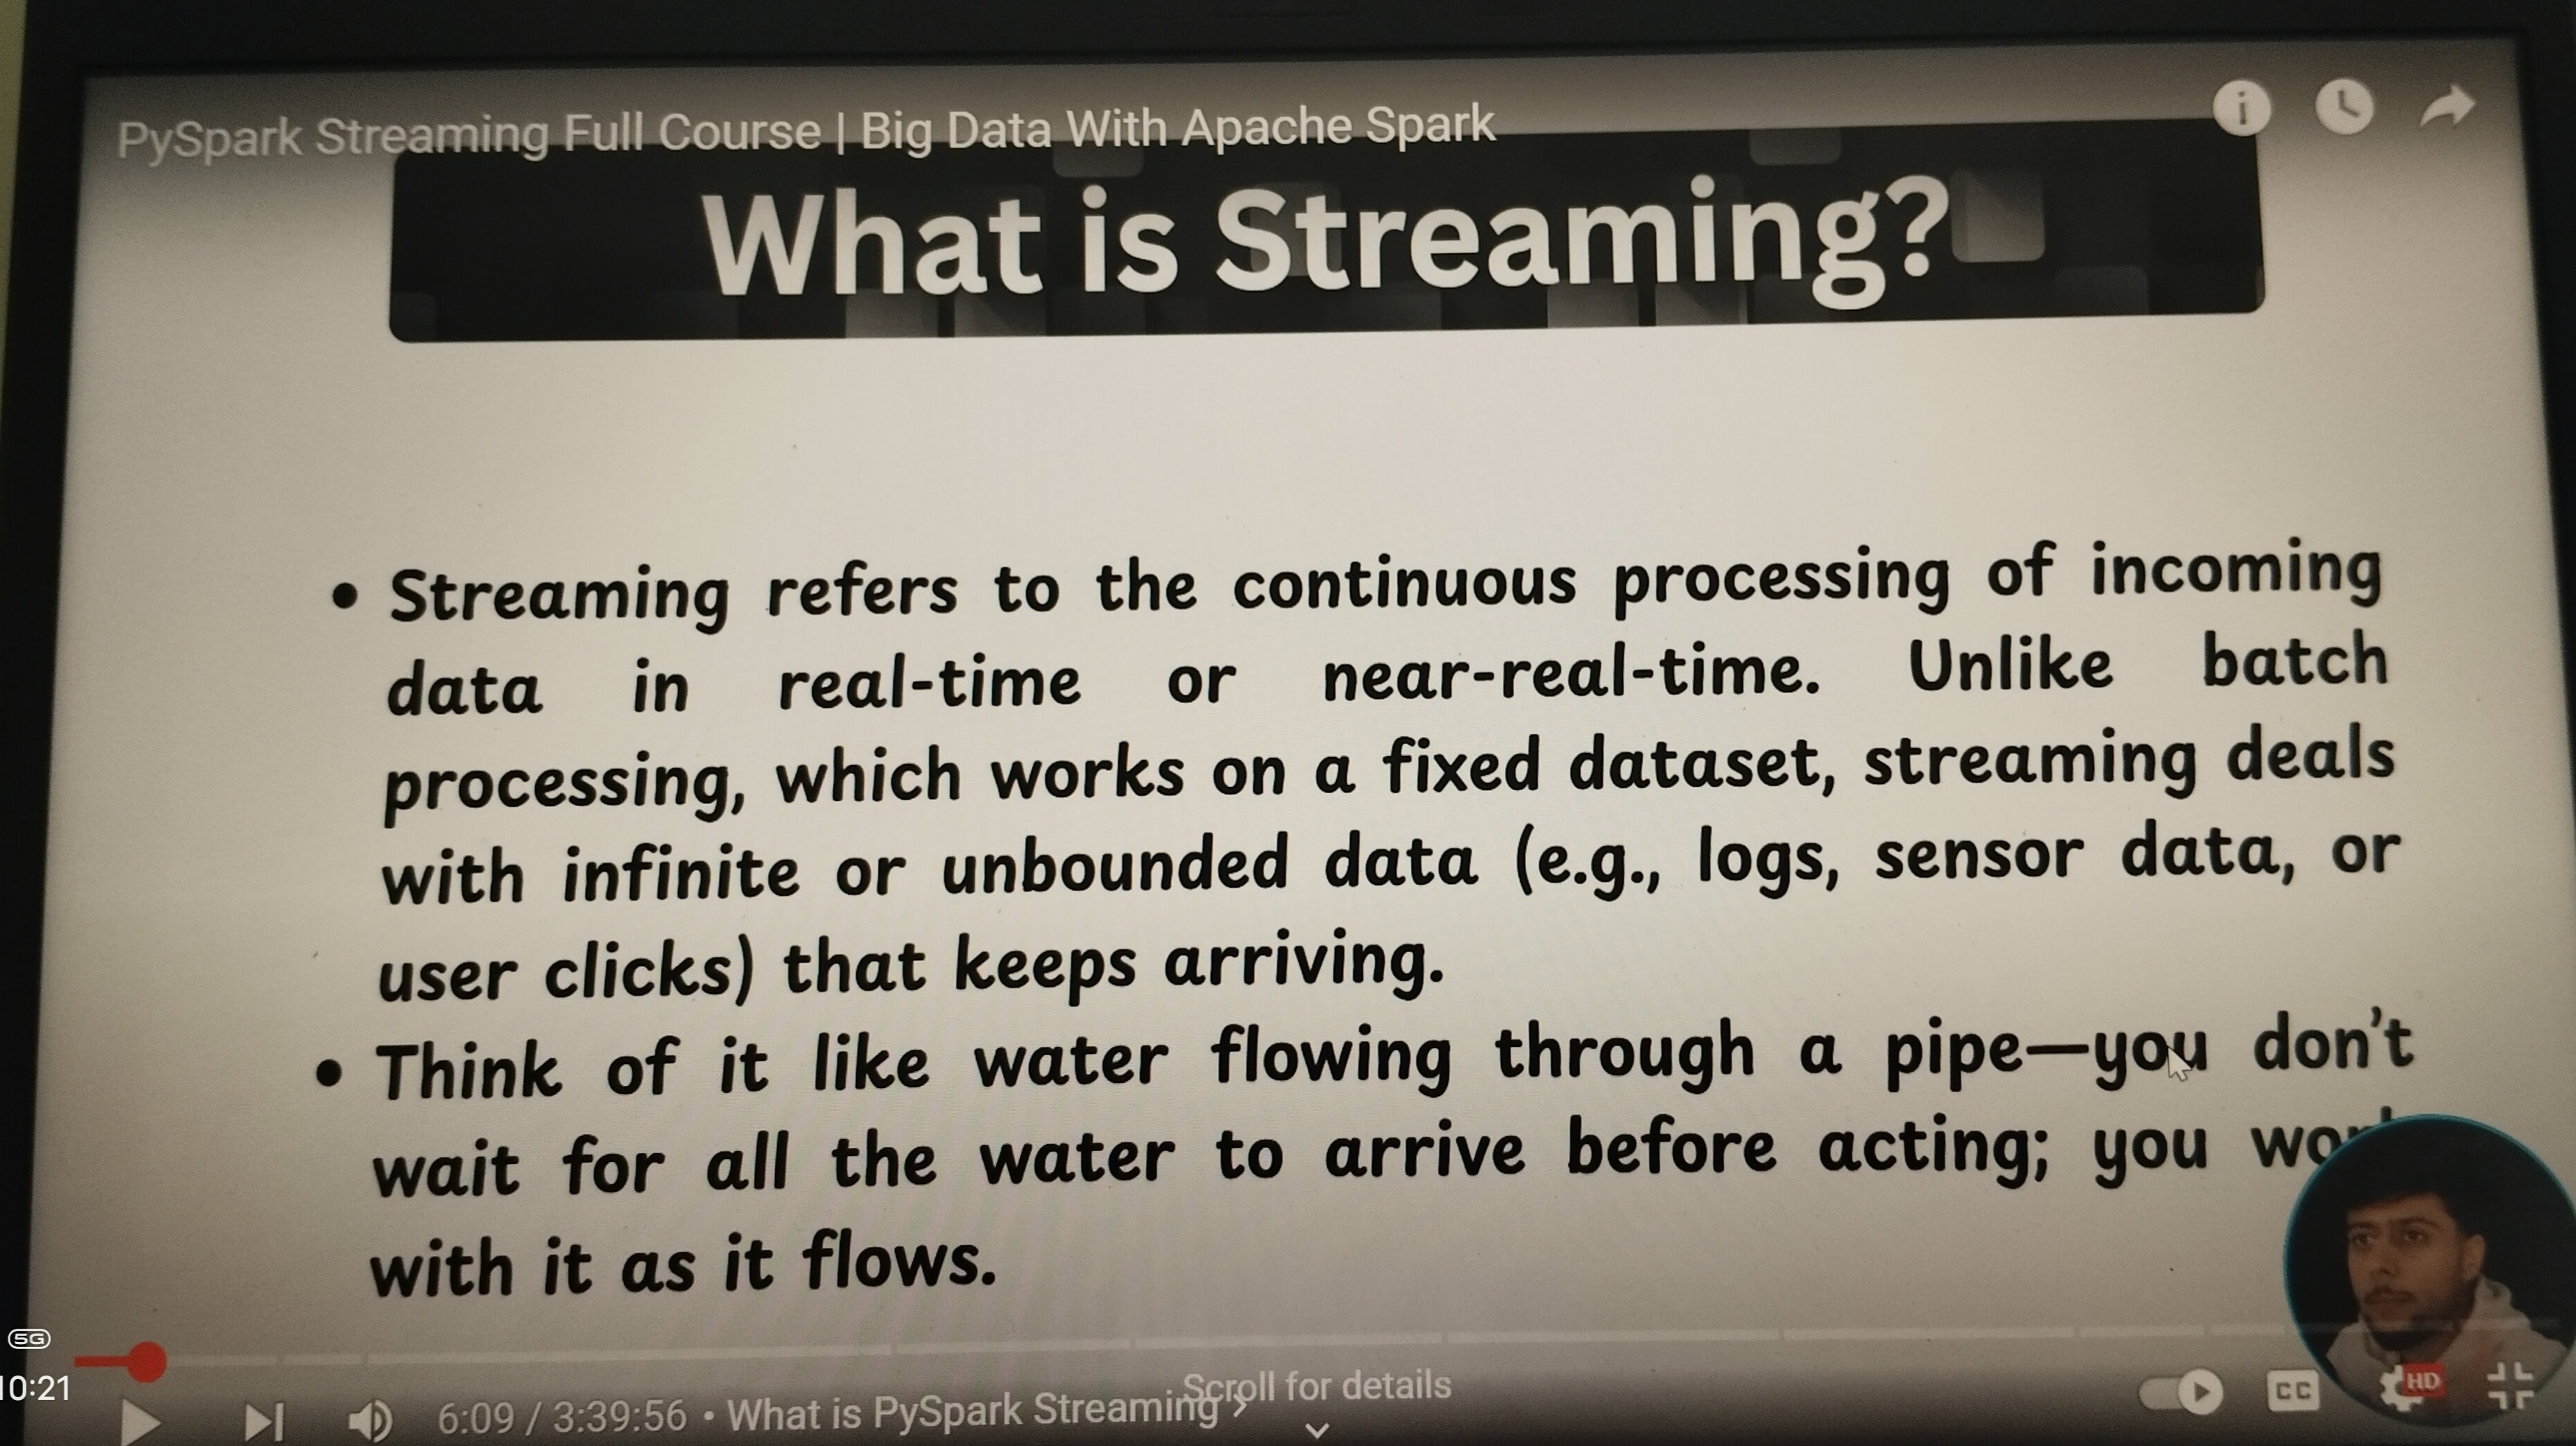 PySpark Streaming Full Course | Big Data With Apache Spark
What is Streaming?
• Streaming refers to the continuous processing of incoming
data in real-time or near-real-time. Unlike batch
processing, which works on a fixed dataset, streaming deals
with infinite or unbounded data (e.g., logs, sensor data, or
user clicks) that keeps arriving.
• Think of it like water flowing through a pipe—you don't
wait for all the water to arrive before acting; you
with it as it flows.
5G
10:21
Scroll for details
6:09 / 3:39:56 • What is PySpark Streaming >
CC
HD